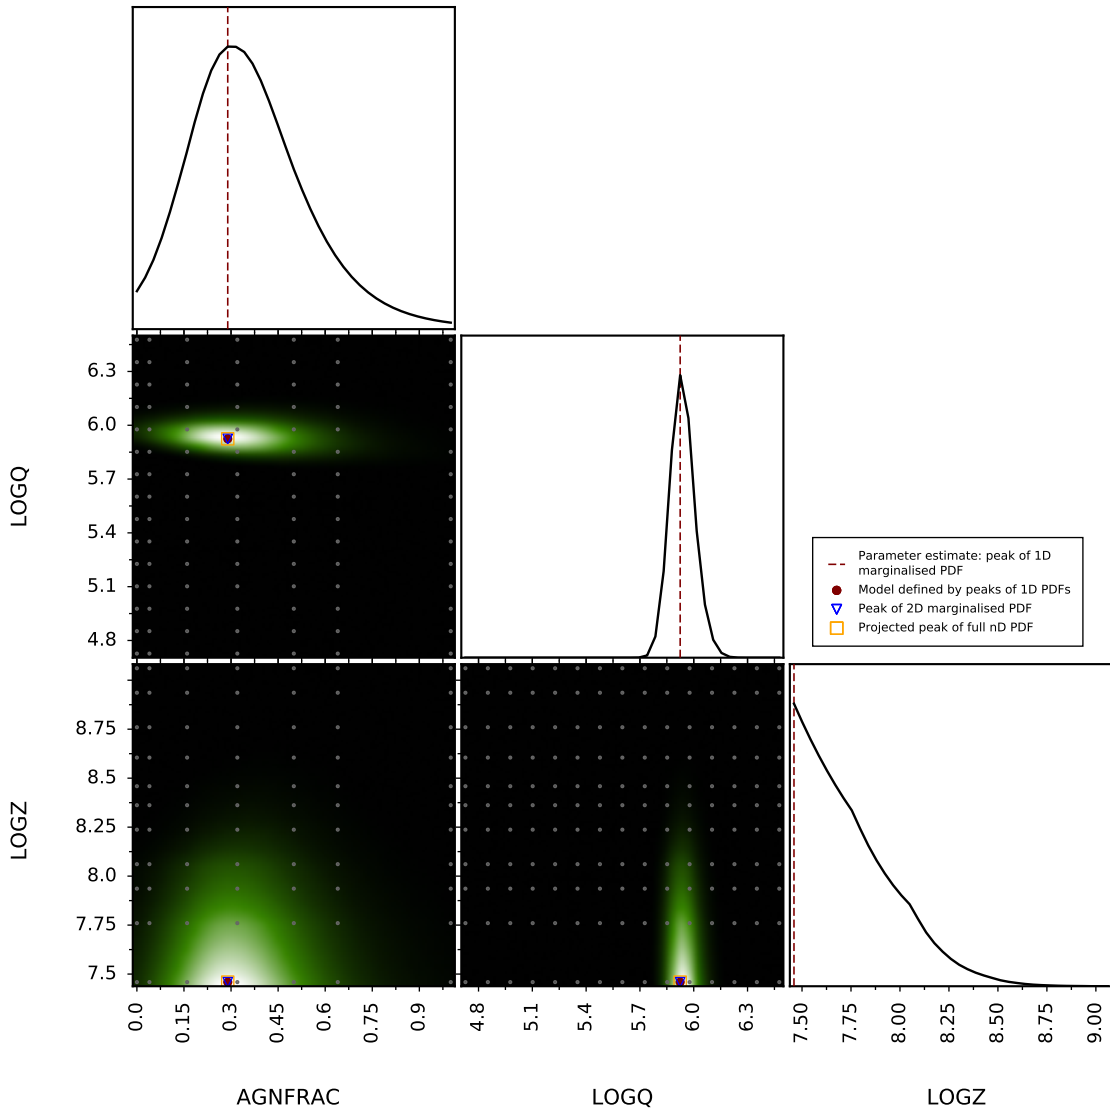 6.3
6.0
5.7
5.4
5.1
4.8
LOGQ
Parameter estimate: peak of 1D
marginalised PDF
Model defined by peaks of 1D PDFs
Peak of 2D marginalised PDF
Projected peak of full nD PDF
8.75
8.5
8.25
8.0
7.75
7.5
LOGZ
0.0 0.15 0.3 0.45 0.6 0.75 0.9
4.8 5.1 5.4 5.7 6.0 6.3
7.50 7.75 8.00 8.25 8.50 8.75 9.00
AGNFRAC LOGQ LOGZ